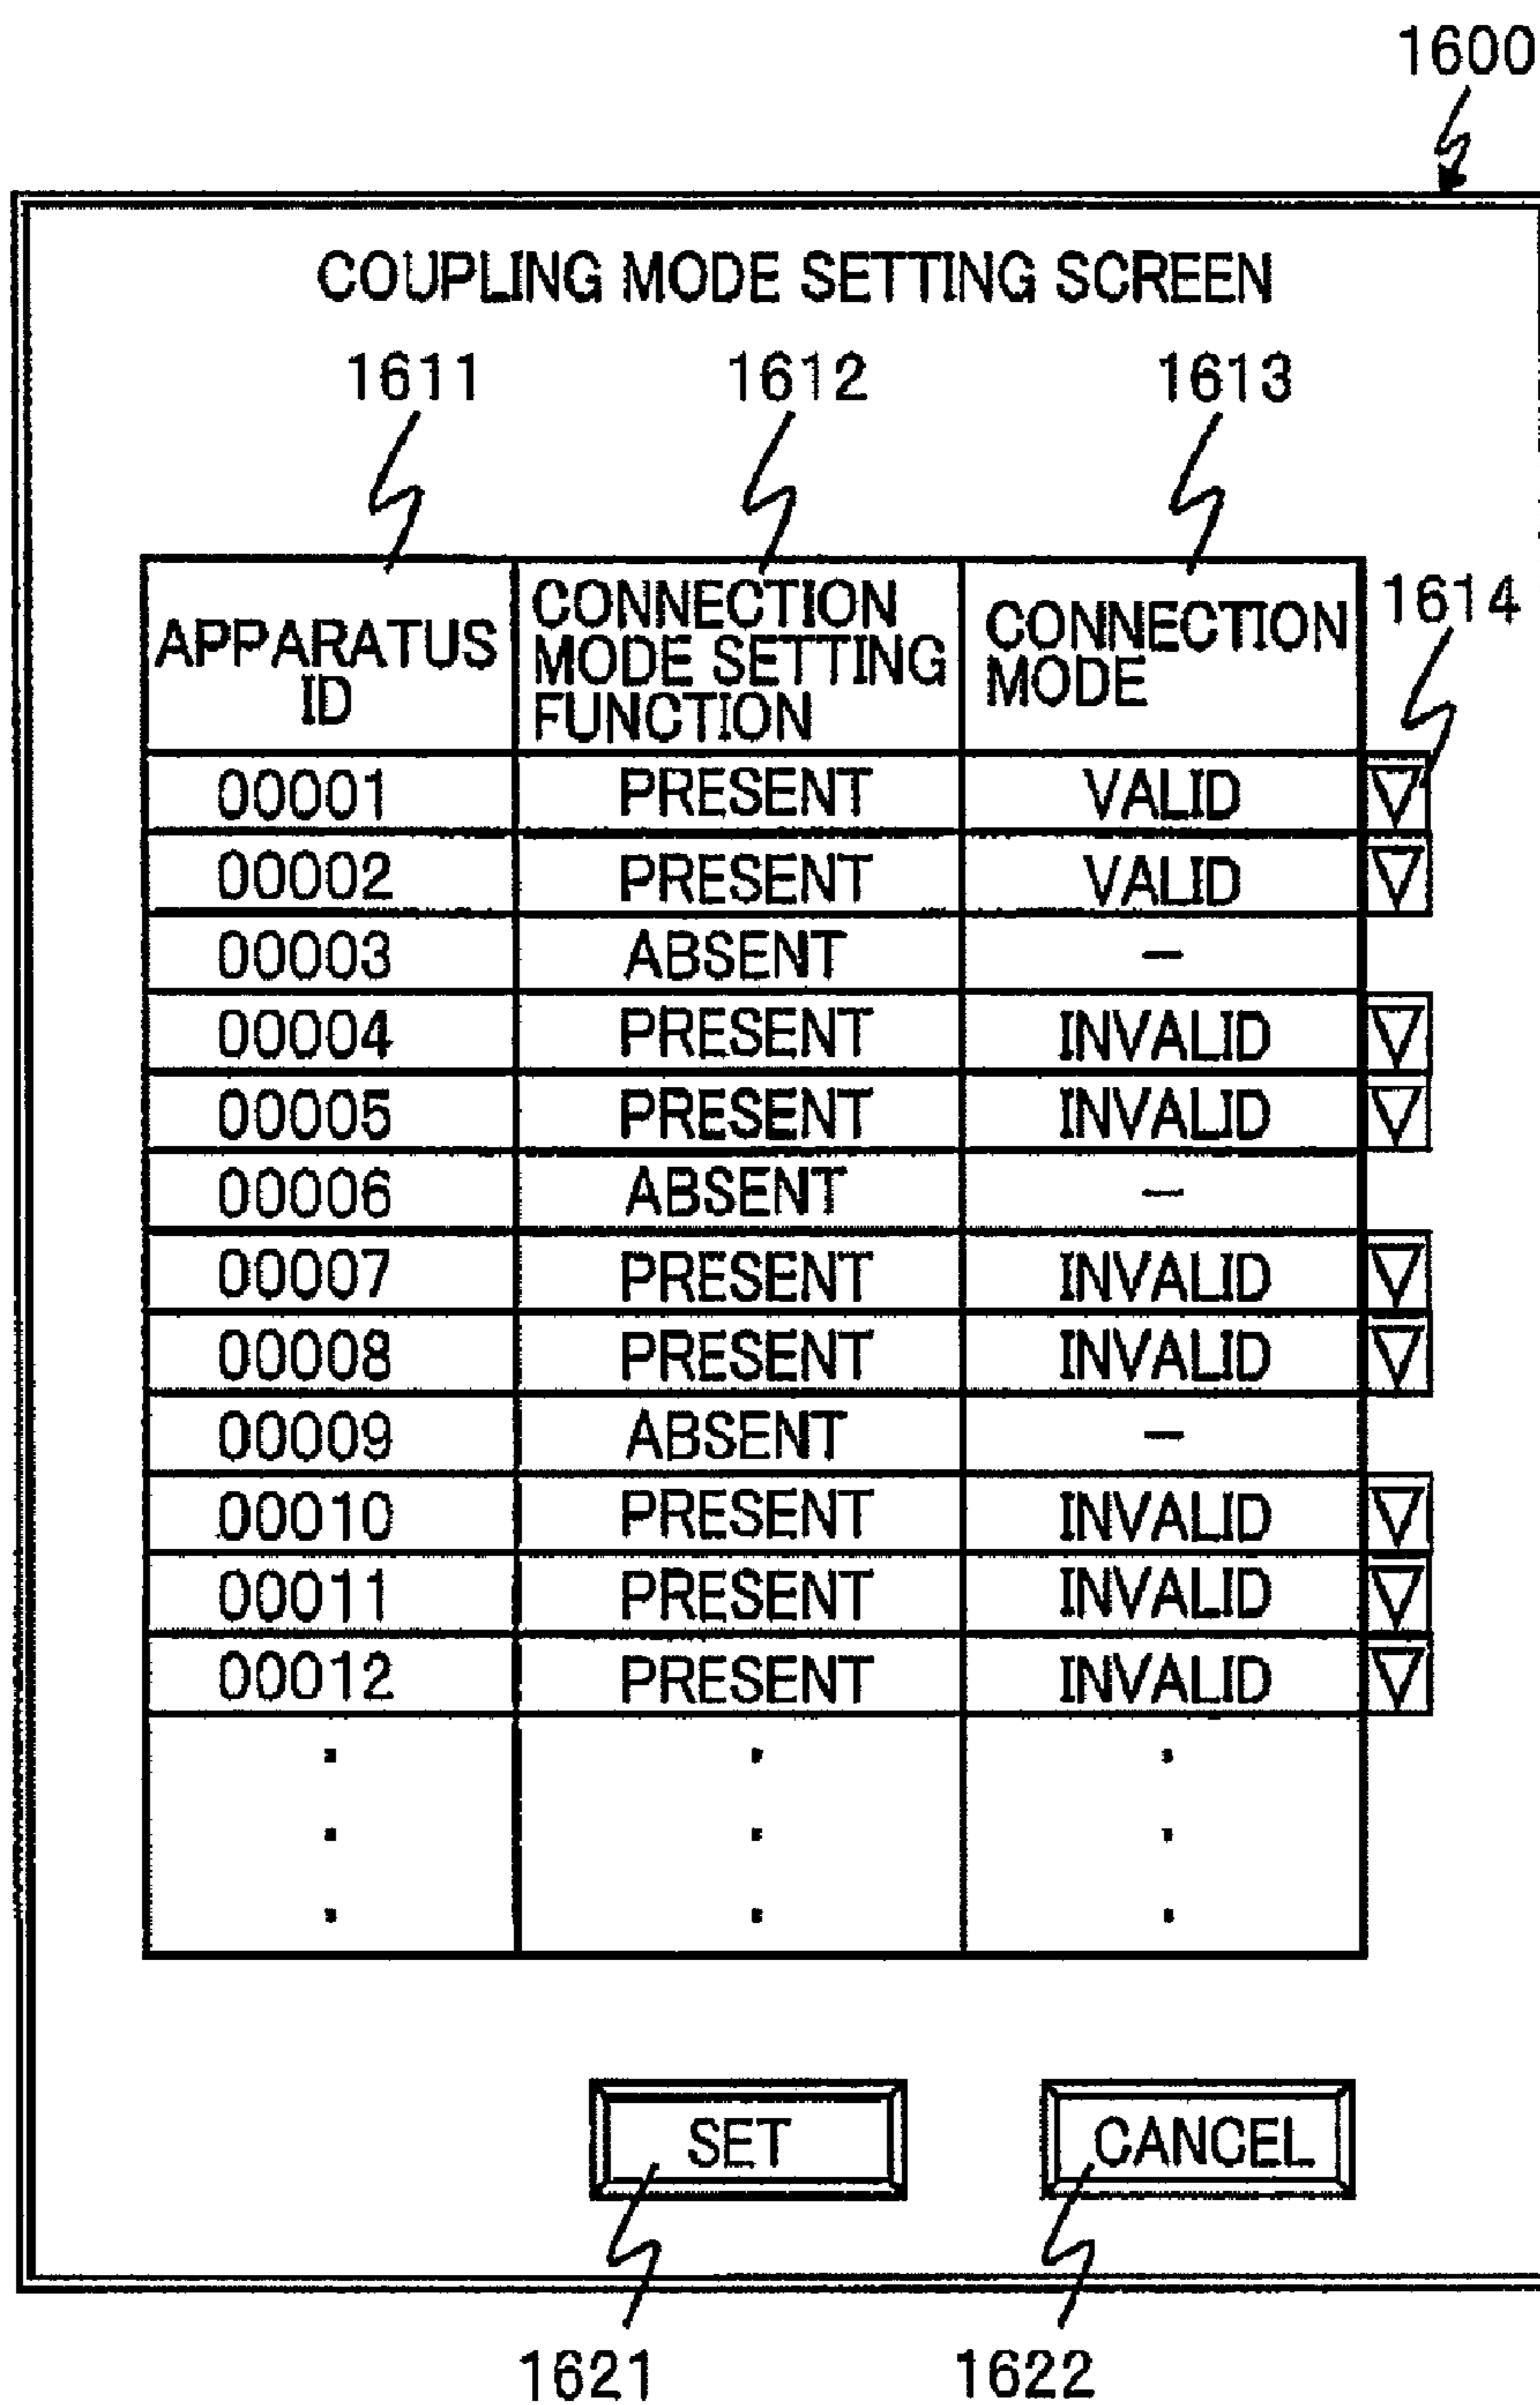 1600
COUPLING MODE SETTING SCREEN
1611 1612 1613
1614
APPARATUS
ID
CONNECTION
MODE SETTING
FUNCTION
CONNECTION
MODE
00001 PRESENT VALID
00002 PRESENT VALID
00003 ABSENT -
00004 PRESENT INVALID
00005 PRESENT INVALID
00006 ABSENT -
00007 PRESENT INVALID
00008 PRESENT INVALID
00009 ABSENT -
00010 PRESENT INVALID
00011 PRESENT INVALID
00012 PRESENT INVALID
SET CANCEL
1621 1622